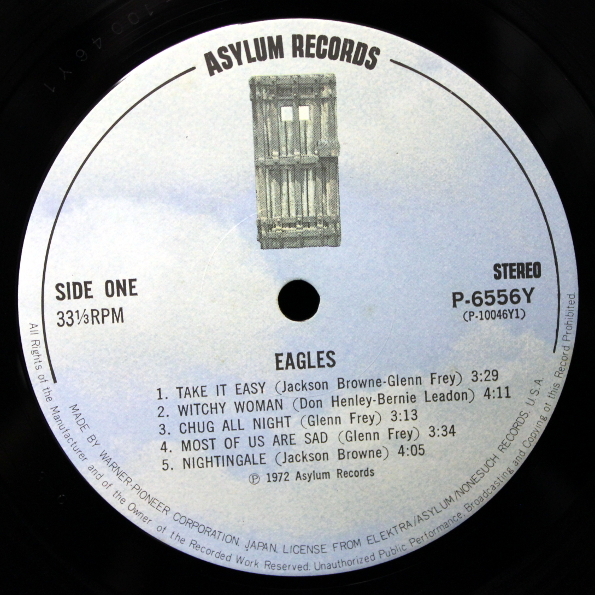 ASYLUM RECORDS
SIDE ONE
33⅓RPM
STEREO
P-6556Y
(P-10046Y1)
EAGLES
1. TAKE IT EASY (Jackson Browne-Glenn Frey) 3:29
2. WITCHY WOMAN (Don Henley-Bernie Leadon) 4:11
3. CHUG ALL NIGHT (Glenn Frey) 3:13
4. MOST OF US ARE SAD (Glenn Frey) 3:34
5. NIGHTINGALE (Jackson Browne) 4:05
℗ 1972 Asylum Records
MADE BY WARNER-PIONEER CORPORATION, JAPAN, LICENSE FROM ELEKTRA/ASYLUM/NONESUCH RECORDS, U.S.A.
All Rights of the Manufacturer and of the Owner of the Recorded Work Reserved. Unauthorized Public Performance, Broadcasting and Copying of this Record Prohibited.
10046Y1